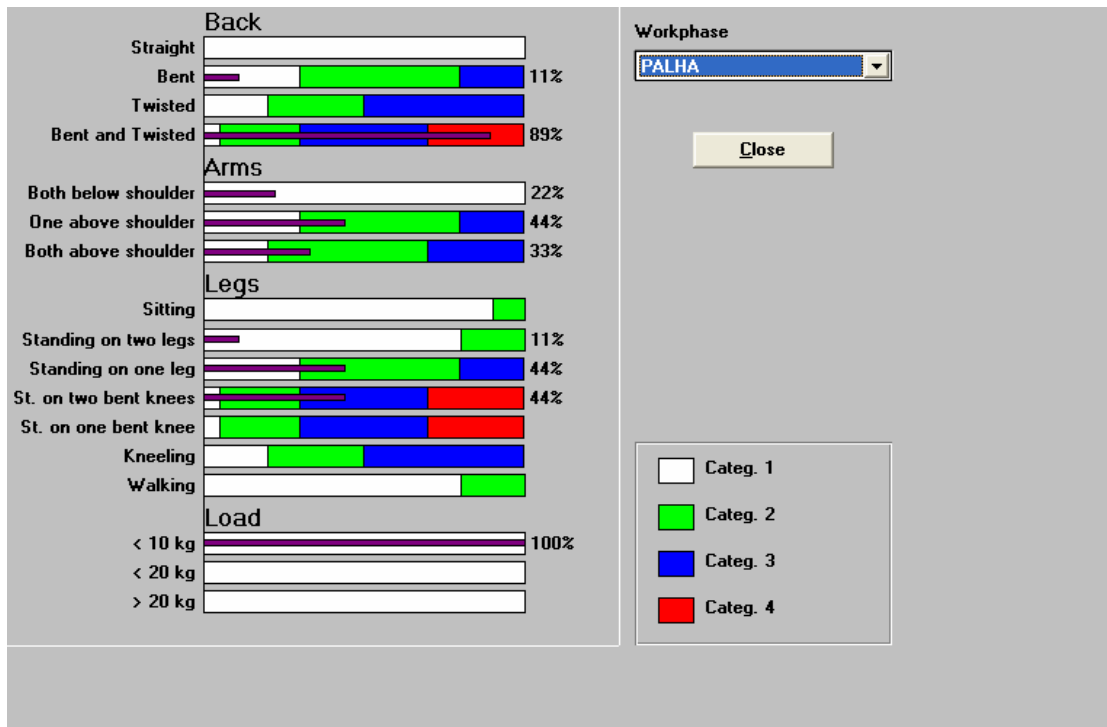 Back
Straight
Bent 11%
Twisted
Bent and Twisted 89%
Arms
Both below shoulder 22%
One above shoulder 44%
Both above shoulder 33%
Legs
Sitting
Standing on two legs 11%
Standing on one leg 44%
St. on two bent knees 44%
St. on one bent knee
Kneeling
Walking
Load
< 10 kg 100%
< 20 kg
> 20 kg
Workphase
PALHA
Close
Categ. 1
Categ. 2
Categ. 3
Categ. 4